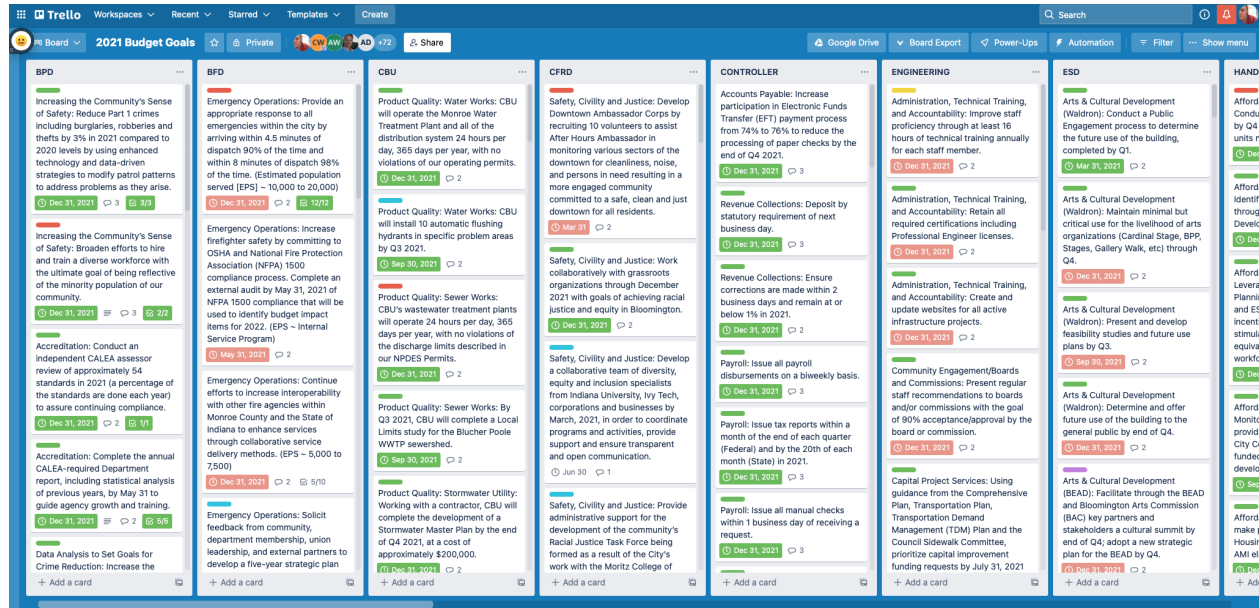 Trello
Workspaces
Recent
Starred
Templates
Create
Search
Board
2021 Budget Goals
Private
CW
AW
AD
+72
Share
Google Drive
Board Export
Power-Ups
Automation
Filter
Show menu
BPD
Increasing the Community's Sense
of Safety: Reduce Part 1 crimes
including burglaries, robberies and
thefts by 3% in 2021 compared to
2020 levels by using enhanced
technology and data-driven
strategies to modify patrol patterns
to address problems as they arise.
Dec 31, 2021 3 3/3
Increasing the Community's Sense
of Safety: Broaden efforts to hire
and train a diverse workforce with
the ultimate goal of being reflective
of the minority population of our
community.
Dec 31, 2021 3 2/2
Accreditation: Conduct an
independent CALEA assessor
review of approximately 54
standards in 2021 (a percentage of
the standards are done each year)
to assure continuing compliance.
Dec 31, 2021 2 1/1
Accreditation: Complete the annual
CALEA-required Department
report, including statistical analysis
of previous years, by May 31 to
guide agency growth and training.
Dec 31, 2021 2 5/5
Data Analysis to Set Goals for
Crime Reduction: Increase the
+ Add a card
BFD
Emergency Operations: Provide an
appropriate response to all
emergencies within the city by
arriving within 4.5 minutes of
dispatch 90% of the time and
within 8 minutes of dispatch 98%
of the time. (Estimated population
served [EPS] ~ 10,000 to 20,000)
Dec 31, 2021 2 12/12
Emergency Operations: Increase
firefighter safety by committing to
OSHA and National Fire Protection
Association (NFPA) 1500
compliance process. Complete an
external audit by May 31, 2021 of
NFPA 1500 compliance that will be
used to identify budget impact
items for 2022. (EPS ~ Internal
Service Program)
May 31, 2021 2
Emergency Operations: Continue
efforts to increase interoperability
with other fire agencies within
Monroe County and the State of
Indiana to enhance services
through collaborative service
delivery methods. (EPS ~ 5,000 to
7,500)
Dec 31, 2021 2 5/10
Emergency Operations: Solicit
feedback from community,
department membership, union
leadership, and external partners to
develop a five-year strategic plan
+ Add a card
CBU
Product Quality: Water Works: CBU
will operate the Monroe Water
Treatment Plant and all of the
distribution system 24 hours per
day, 365 days per year, with no
violations of our operating permits.
Dec 31, 2021 2
Product Quality: Water Works: CBU
will install 10 automatic flushing
hydrants in specific problem areas
by Q3 2021.
Sep 30, 2021 2
Product Quality: Sewer Works:
CBU's wastewater treatment plants
will operate 24 hours per day, 365
days per year, with no violations of
the discharge limits described in
our NPDES Permits.
Dec 31, 2021 2
Product Quality: Sewer Works: By
Q3 2021, CBU will complete a Local
Limits study for the Blucher Poole
WWTP sewershed.
Sep 30, 2021 2
Product Quality: Stormwater Utility:
Working with a contractor, CBU will
complete the development of a
Stormwater Master Plan by the end
of Q4 2021, at a cost of
approximately $200,000.
Dec 31, 2021 2
+ Add a card
CFRD
Safety, Civility and Justice: Develop
Downtown Ambassador Corps by
recruiting 10 volunteers to assist
After Hours Ambassador in
monitoring various sectors of the
downtown for cleanliness, noise,
and persons in need resulting in a
more engaged community
committed to a safe, clean and just
downtown for all residents.
Mar 31 2
Safety, Civility and Justice: Work
collaboratively with grassroots
organizations through December
2021 with goals of achieving racial
justice and equity in Bloomington.
Dec 31, 2021 2
Safety, Civility and Justice: Develop
a collaborative team of diversity,
equity and inclusion specialists
from Indiana University, Ivy Tech,
corporations and businesses by
March, 2021, in order to coordinate
programs and activities, provide
support and ensure transparent
and open communication.
Jun 30 1
Safety, Civility and Justice: Provide
administrative support for the
development of the community's
Racial Justice Task Force being
formed as a result of the City's
work with the Moritz College of
+ Add a card
CONTROLLER
Accounts Payable: Increase
participation in Electronic Funds
Transfer (EFT) payment process
from 74% to 76% to reduce the
processing of paper checks by the
end of Q4 2021.
Dec 31, 2021 3
Revenue Collections: Deposit by
statutory requirement of next
business day.
Dec 31, 2021 3
Revenue Collections: Ensure
corrections are made within 2
business days and remain at or
below 1% in 2021.
Dec 31, 2021 2
Payroll: Issue all payroll
disbursements on a biweekly basis.
Dec 31, 2021 3
Payroll: Issue tax reports within a
month of the end of each quarter
(Federal) and by the 20th of each
month (State) in 2021.
Dec 31, 2021 3
Payroll: Issue all manual checks
within 1 business day of receiving a
request.
Dec 31, 2021 3
+ Add a card
ENGINEERING
Administration, Technical Training,
and Accountability: Improve staff
proficiency through at least 16
hours of technical training annually
for each staff member.
Dec 31, 2021 2
Administration, Technical Training,
and Accountability: Retain all
required certifications including
Professional Engineer licenses.
Dec 31, 2021 2
Administration, Technical Training,
and Accountability: Create and
update websites for all active
infrastructure projects.
Dec 31, 2021 2
Community Engagement/Boards
and Commissions: Present regular
staff recommendations to boards
and/or commissions with the goal
of 90% acceptance/approval by the
board or commission.
Dec 31, 2021 2
Capital Project Services: Using
guidance from the Comprehensive
Plan, Transportation Plan,
Transportation Demand
Management (TDM) Plan and the
Council Sidewalk Committee,
prioritize capital improvement
funding requests by July 31, 2021
+ Add a card
ESD
Arts & Cultural Development
(Waldron): Conduct a Public
Engagement process to determine
the future use of the building,
completed by Q1.
Mar 31, 2021 2
Arts & Cultural Development
(Waldron): Maintain minimal but
critical use for the livelihood of arts
organizations (Cardinal Stage, BPP,
Stages, Gallery Walk, etc) through
Q4.
Dec 31, 2021 2
Arts & Cultural Development
(Waldron): Present and develop
feasibility studies and future use
plans by Q3.
Sep 30, 2021 2
Arts & Cultural Development
(Waldron): Determine and offer
future use of the building to the
general public by end of Q4.
Dec 31, 2021 2
Arts & Cultural Development
(BEAD): Facilitate through the BEAD
and Bloomington Arts Commission
(BAC) key partners and
stakeholders a cultural summit by
end of Q4; adopt a new strategic
plan for the BEAD by Q4.
Dec 31, 2021 2
+ Add a card
HAND